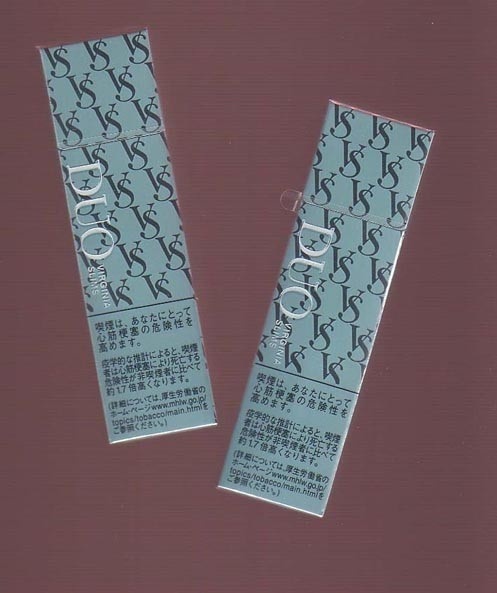 VS
DUO
VIRGINIA
SLIMS
喫煙は、あなたにとって
心筋梗塞の危険性を
高めます。
疫学的な推計によると、喫煙
者は心筋梗塞により死亡する
危険性が非喫煙者に比べて
約1.7倍高くなります。
(詳細については、厚生労働省の
ホーム・ページwww.mhlw.go.jp/
topics/tobacco/main.htmlを
ご参照ください。)
VS
DUO
VIRGINIA
SLIMS
喫煙は、あなたにとって
心筋梗塞の危険性を
高めます。
疫学的な推計によると、喫煙
者は心筋梗塞により死亡する
危険性が非喫煙者に比べて
約1.7倍高くなります。
(詳細については、厚生労働省の
ホーム・ページwww.mhlw.go.jp/
topics/tobacco/main.htmlを
ご参照ください。)